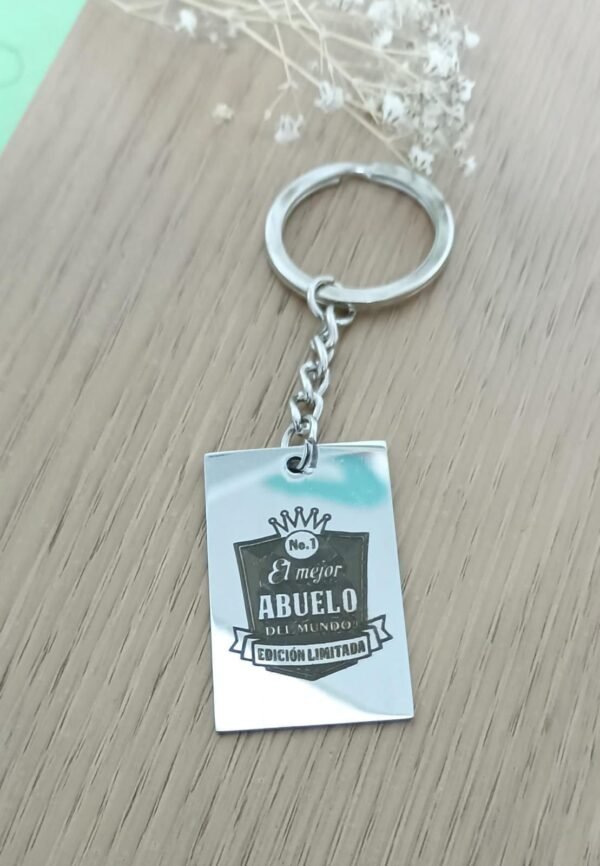 No.1
El mejor
ABUELO
DEL MUNDO
EDICIÓN LIMITADA